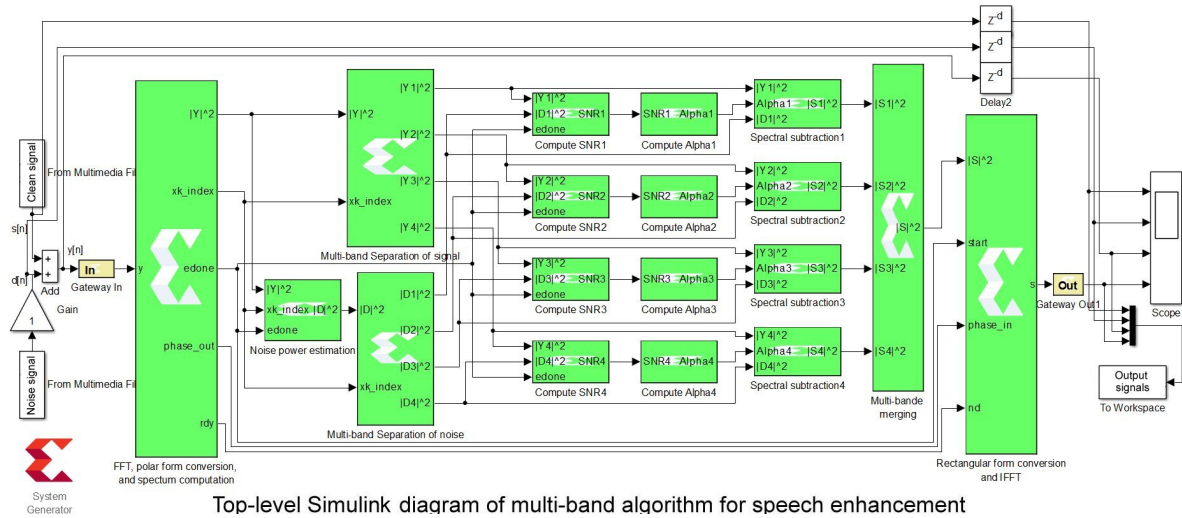 Z-d
Z-d
Z-d
Delay2
Clean signal
From Multimedia Fil
s[n]
y[n]
d[n]
+
+
Add
In
Gateway In
1
Gain
Noise signal
From Multimedia Fil
y
|Y|^2
xk_index
edone
phase_out
rdy
FFT, polar form conversion,
and spectum computation
|Y|^2
xk_index
|Y1|^2
|Y2|^2
|Y3|^2
|Y4|^2
Multi-band Separation of signal
|Y|^2
xk_index |D|^2
edone
Noise power estimation
|D|^2
xk_index
|D1|^2
|D2|^2
|D3|^2
|D4|^2
Multi-band Separation of noise
|Y1|^2
|D1|^2 SNR1
edone
Compute SNR1
SNR1 Alpha1
Compute Alpha1
|Y1|^2
Alpha1 |S1|^2
|D1|^2
Spectral subtraction1
|Y2|^2
|D2|^2 SNR2
edone
Compute SNR2
SNR2 Alpha2
Compute Alpha2
|Y2|^2
Alpha2 |S2|^2
|D2|^2
Spectral subtraction2
|Y3|^2
|D3|^2 SNR3
edone
Compute SNR3
SNR3 Alpha3
Compute Alpha3
|Y3|^2
Alpha3 |S3|^2
|D3|^2
Spectral subtraction3
|Y4|^2
|D4|^2 SNR4
edone
Compute SNR4
SNR4 Alpha4
Compute Alpha4
|Y4|^2
Alpha4 |S4|^2
|D4|^2
Spectral subtraction4
|S1|^2
|S2|^2
|S|^2
|S3|^2
|S4|^2
Multi-bande
merging
|S|^2
start
phase_in
nd
s
Rectangular form conversion
and IFFT
Out
Gateway Out1
Scope
Output
signals
To Workspace
System
Generator
Top-level Simulink diagram of multi-band algorithm for speech enhancement